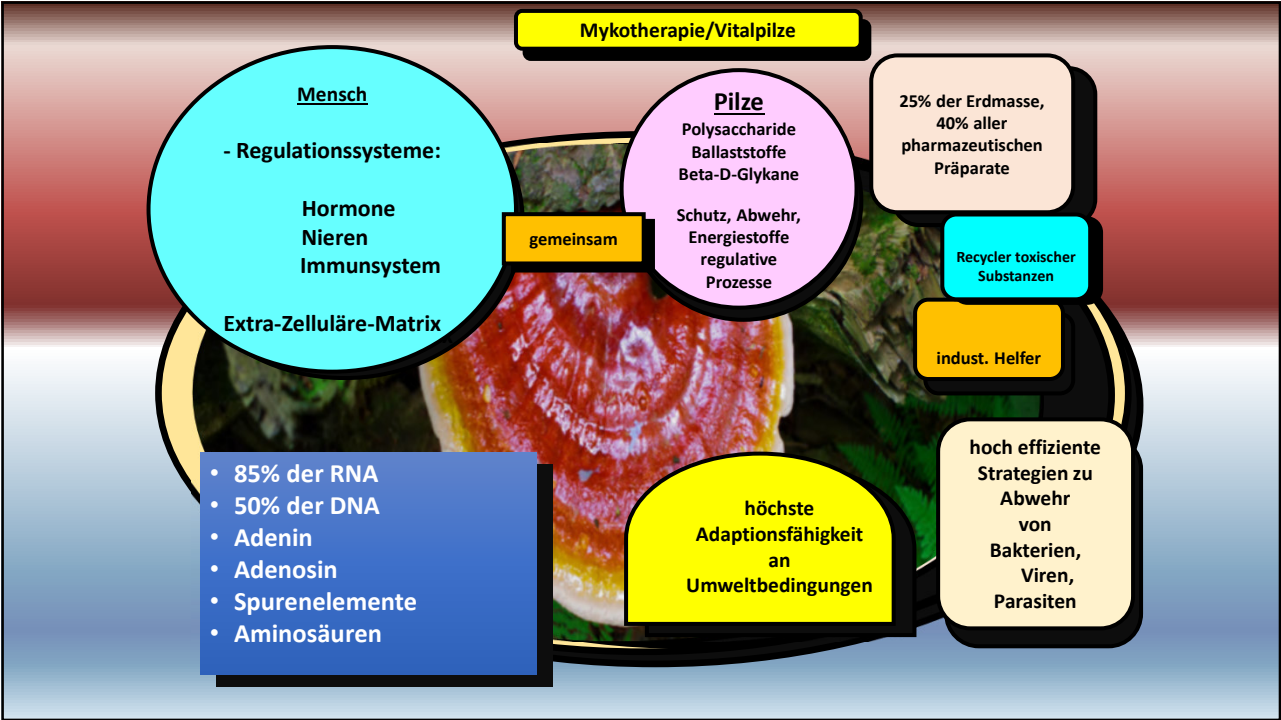 Mykotherapie/Vitalpilze
Mensch
- Regulationssysteme:
Hormone
Nieren
Immunsystem
Extra-Zelluläre-Matrix
gemeinsam
Pilze
Polysaccharide
Ballaststoffe
Beta-D-Glykane
Schutz, Abwehr,
Energiestoffe
regulative
Prozesse
25% der Erdmasse,
40% aller
pharmazeutischen
Präparate
Recycler toxischer
Substanzen
indust. Helfer
• 85% der RNA
• 50% der DNA
• Adenin
• Adenosin
• Spurenelemente
• Aminosäuren
höchste
Adaptionsfähigkeit
an
Umweltbedingungen
hoch effiziente
Strategien zu
Abwehr
von
Bakterien,
Viren,
Parasiten